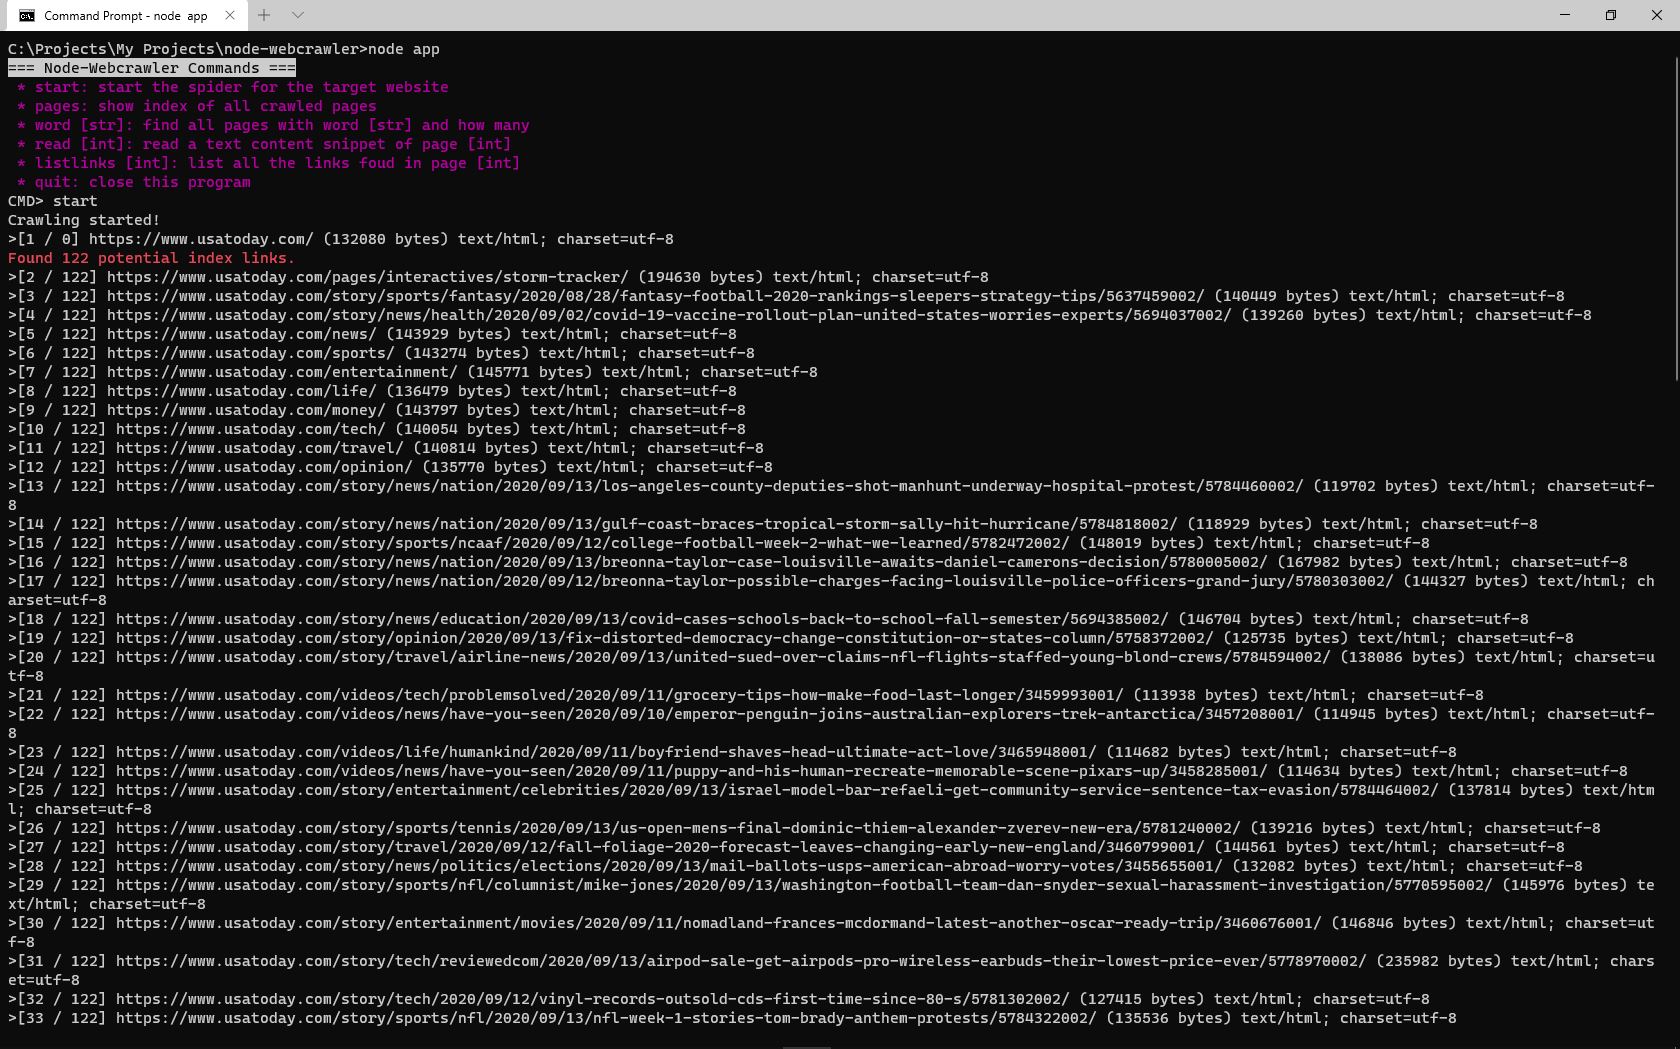 Command Prompt - node  app
C:\Projects\My Projects\node-webcrawler>node app
=== Node-Webcrawler Commands ===
 * start: start the spider for the target website
 * pages: show index of all crawled pages
 * word [str]: find all pages with word [str] and how many
 * read [int]: read a text content snippet of page [int]
 * listlinks [int]: list all the links foud in page [int]
 * quit: close this program
CMD> start
Crawling started!
>[1 / 0] https://www.usatoday.com/ (132080 bytes) text/html; charset=utf-8
Found 122 potential index links.
>[2 / 122] https://www.usatoday.com/pages/interactives/storm-tracker/ (194630 bytes) text/html; charset=utf-8
>[3 / 122] https://www.usatoday.com/story/sports/fantasy/2020/08/28/fantasy-football-2020-rankings-sleepers-strategy-tips/5637459002/ (140449 bytes) text/html; charset=utf-8
>[4 / 122] https://www.usatoday.com/story/news/health/2020/09/02/covid-19-vaccine-rollout-plan-united-states-worries-experts/5694037002/ (139260 bytes) text/html; charset=utf-8
>[5 / 122] https://www.usatoday.com/news/ (143929 bytes) text/html; charset=utf-8
>[6 / 122] https://www.usatoday.com/sports/ (143274 bytes) text/html; charset=utf-8
>[7 / 122] https://www.usatoday.com/entertainment/ (145771 bytes) text/html; charset=utf-8
>[8 / 122] https://www.usatoday.com/life/ (136479 bytes) text/html; charset=utf-8
>[9 / 122] https://www.usatoday.com/money/ (143797 bytes) text/html; charset=utf-8
>[10 / 122] https://www.usatoday.com/tech/ (140054 bytes) text/html; charset=utf-8
>[11 / 122] https://www.usatoday.com/travel/ (140814 bytes) text/html; charset=utf-8
>[12 / 122] https://www.usatoday.com/opinion/ (135770 bytes) text/html; charset=utf-8
>[13 / 122] https://www.usatoday.com/story/news/nation/2020/09/13/los-angeles-county-deputies-shot-manhunt-underway-hospital-protest/5784460002/ (119702 bytes) text/html; charset=utf-
8
>[14 / 122] https://www.usatoday.com/story/news/nation/2020/09/13/gulf-coast-braces-tropical-storm-sally-hit-hurricane/5784818002/ (118929 bytes) text/html; charset=utf-8
>[15 / 122] https://www.usatoday.com/story/sports/ncaaf/2020/09/12/college-football-week-2-what-we-learned/5782472002/ (148019 bytes) text/html; charset=utf-8
>[16 / 122] https://www.usatoday.com/story/news/nation/2020/09/13/breonna-taylor-case-louisville-awaits-daniel-camerons-decision/5780005002/ (167982 bytes) text/html; charset=utf-8
>[17 / 122] https://www.usatoday.com/story/news/nation/2020/09/12/breonna-taylor-possible-charges-facing-louisville-police-officers-grand-jury/5780303002/ (144327 bytes) text/html; ch
arset=utf-8
>[18 / 122] https://www.usatoday.com/story/news/education/2020/09/13/covid-cases-schools-back-to-school-fall-semester/5694385002/ (146704 bytes) text/html; charset=utf-8
>[19 / 122] https://www.usatoday.com/story/opinion/2020/09/13/fix-distorted-democracy-change-constitution-or-states-column/5758372002/ (125735 bytes) text/html; charset=utf-8
>[20 / 122] https://www.usatoday.com/story/travel/airline-news/2020/09/13/united-sued-over-claims-nfl-flights-staffed-young-blond-crews/5784594002/ (138086 bytes) text/html; charset=u
tf-8
>[21 / 122] https://www.usatoday.com/videos/tech/problemsolved/2020/09/11/grocery-tips-how-make-food-last-longer/3459993001/ (113938 bytes) text/html; charset=utf-8
>[22 / 122] https://www.usatoday.com/videos/news/have-you-seen/2020/09/10/emperor-penguin-joins-australian-explorers-trek-antarctica/3457208001/ (114945 bytes) text/html; charset=utf-
8
>[23 / 122] https://www.usatoday.com/videos/life/humankind/2020/09/11/boyfriend-shaves-head-ultimate-act-love/3465948001/ (114682 bytes) text/html; charset=utf-8
>[24 / 122] https://www.usatoday.com/videos/news/have-you-seen/2020/09/11/puppy-and-his-human-recreate-memorable-scene-pixars-up/3458285001/ (114634 bytes) text/html; charset=utf-8
>[25 / 122] https://www.usatoday.com/story/entertainment/celebrities/2020/09/13/israel-model-bar-refaeli-get-community-service-sentence-tax-evasion/5784464002/ (137814 bytes) text/htm
l; charset=utf-8
>[26 / 122] https://www.usatoday.com/story/sports/tennis/2020/09/13/us-open-mens-final-dominic-thiem-alexander-zverev-new-era/5781240002/ (139216 bytes) text/html; charset=utf-8
>[27 / 122] https://www.usatoday.com/story/travel/2020/09/12/fall-foliage-2020-forecast-leaves-changing-early-new-england/3460799001/ (144561 bytes) text/html; charset=utf-8
>[28 / 122] https://www.usatoday.com/story/news/politics/elections/2020/09/13/mail-ballots-usps-american-abroad-worry-votes/3455655001/ (132082 bytes) text/html; charset=utf-8
>[29 / 122] https://www.usatoday.com/story/sports/nfl/columnist/mike-jones/2020/09/13/washington-football-team-dan-snyder-sexual-harassment-investigation/5770595002/ (145976 bytes) te
xt/html; charset=utf-8
>[30 / 122] https://www.usatoday.com/story/entertainment/movies/2020/09/11/nomadland-frances-mcdormand-latest-another-oscar-ready-trip/3460676001/ (146846 bytes) text/html; charset=ut
f-8
>[31 / 122] https://www.usatoday.com/story/tech/reviewedcom/2020/09/13/airpod-sale-get-airpods-pro-wireless-earbuds-their-lowest-price-ever/5778970002/ (235982 bytes) text/html; chars
et=utf-8
>[32 / 122] https://www.usatoday.com/story/tech/2020/09/12/vinyl-records-outsold-cds-first-time-since-80-s/5781302002/ (127415 bytes) text/html; charset=utf-8
>[33 / 122] https://www.usatoday.com/story/sports/nfl/2020/09/13/nfl-week-1-stories-tom-brady-anthem-protests/5784322002/ (135536 bytes) text/html; charset=utf-8